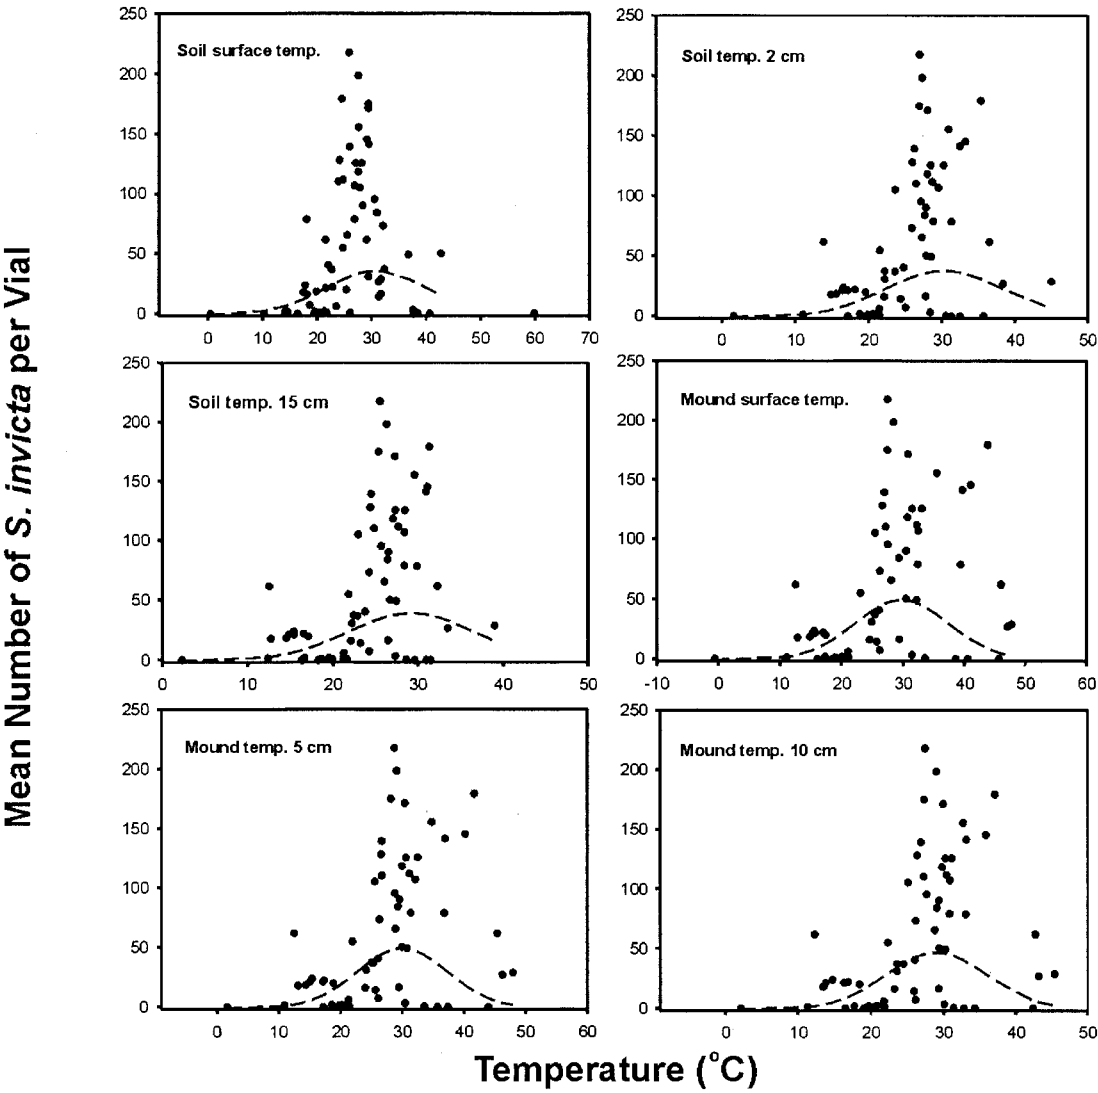 Mean Number of S. invicta per Vial
250
200
150
100
50
0
Soil surface temp.
0 10 20 30 40 50 60 70
250
200
150
100
50
0
Soil temp. 2 cm
0 10 20 30 40 50
250
200
150
100
50
0
Soil temp. 15 cm
0 10 20 30 40 50
250
200
150
100
50
0
Mound surface temp.
-10 0 10 20 30 40 50 60
250
200
150
100
50
0
Mound temp. 5 cm
0 10 20 30 40 50 60
250
200
150
100
50
0
Mound temp. 10 cm
0 10 20 30 40 50
Temperature (°C)